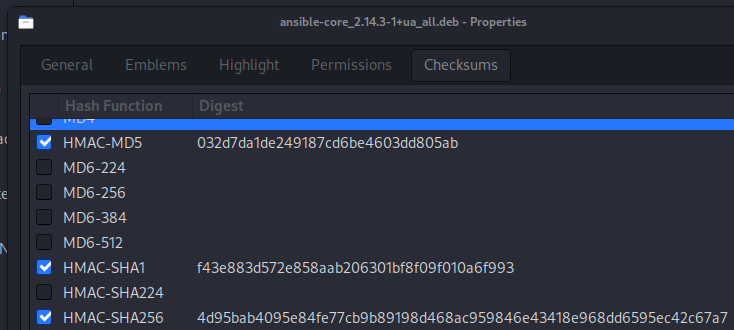 ansible-core_2.14.3-1+ua_all.deb - Properties
General Emblems Highlight Permissions Checksums
Hash Function Digest
MD4
HMAC-MD5 032d7da1de249187cd6be4603dd805ab
MD6-224
MD6-256
MD6-384
MD6-512
HMAC-SHA1 f43e883d572e858aab206301bf8f09f010a6f993
HMAC-SHA224
HMAC-SHA256 4d95bab4095e84fe77cb9b89198d468ac959846e43418e968dd6595ec42c67a7